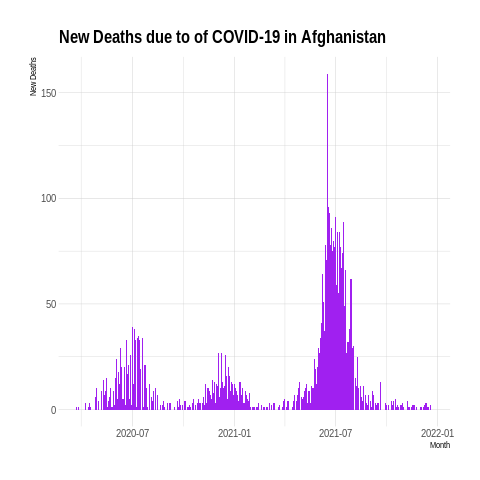 New Deaths due to of COVID-19 in Afghanistan
New Deaths
150
100
50
0
2020-07
2021-01
2021-07
2022-01
Month